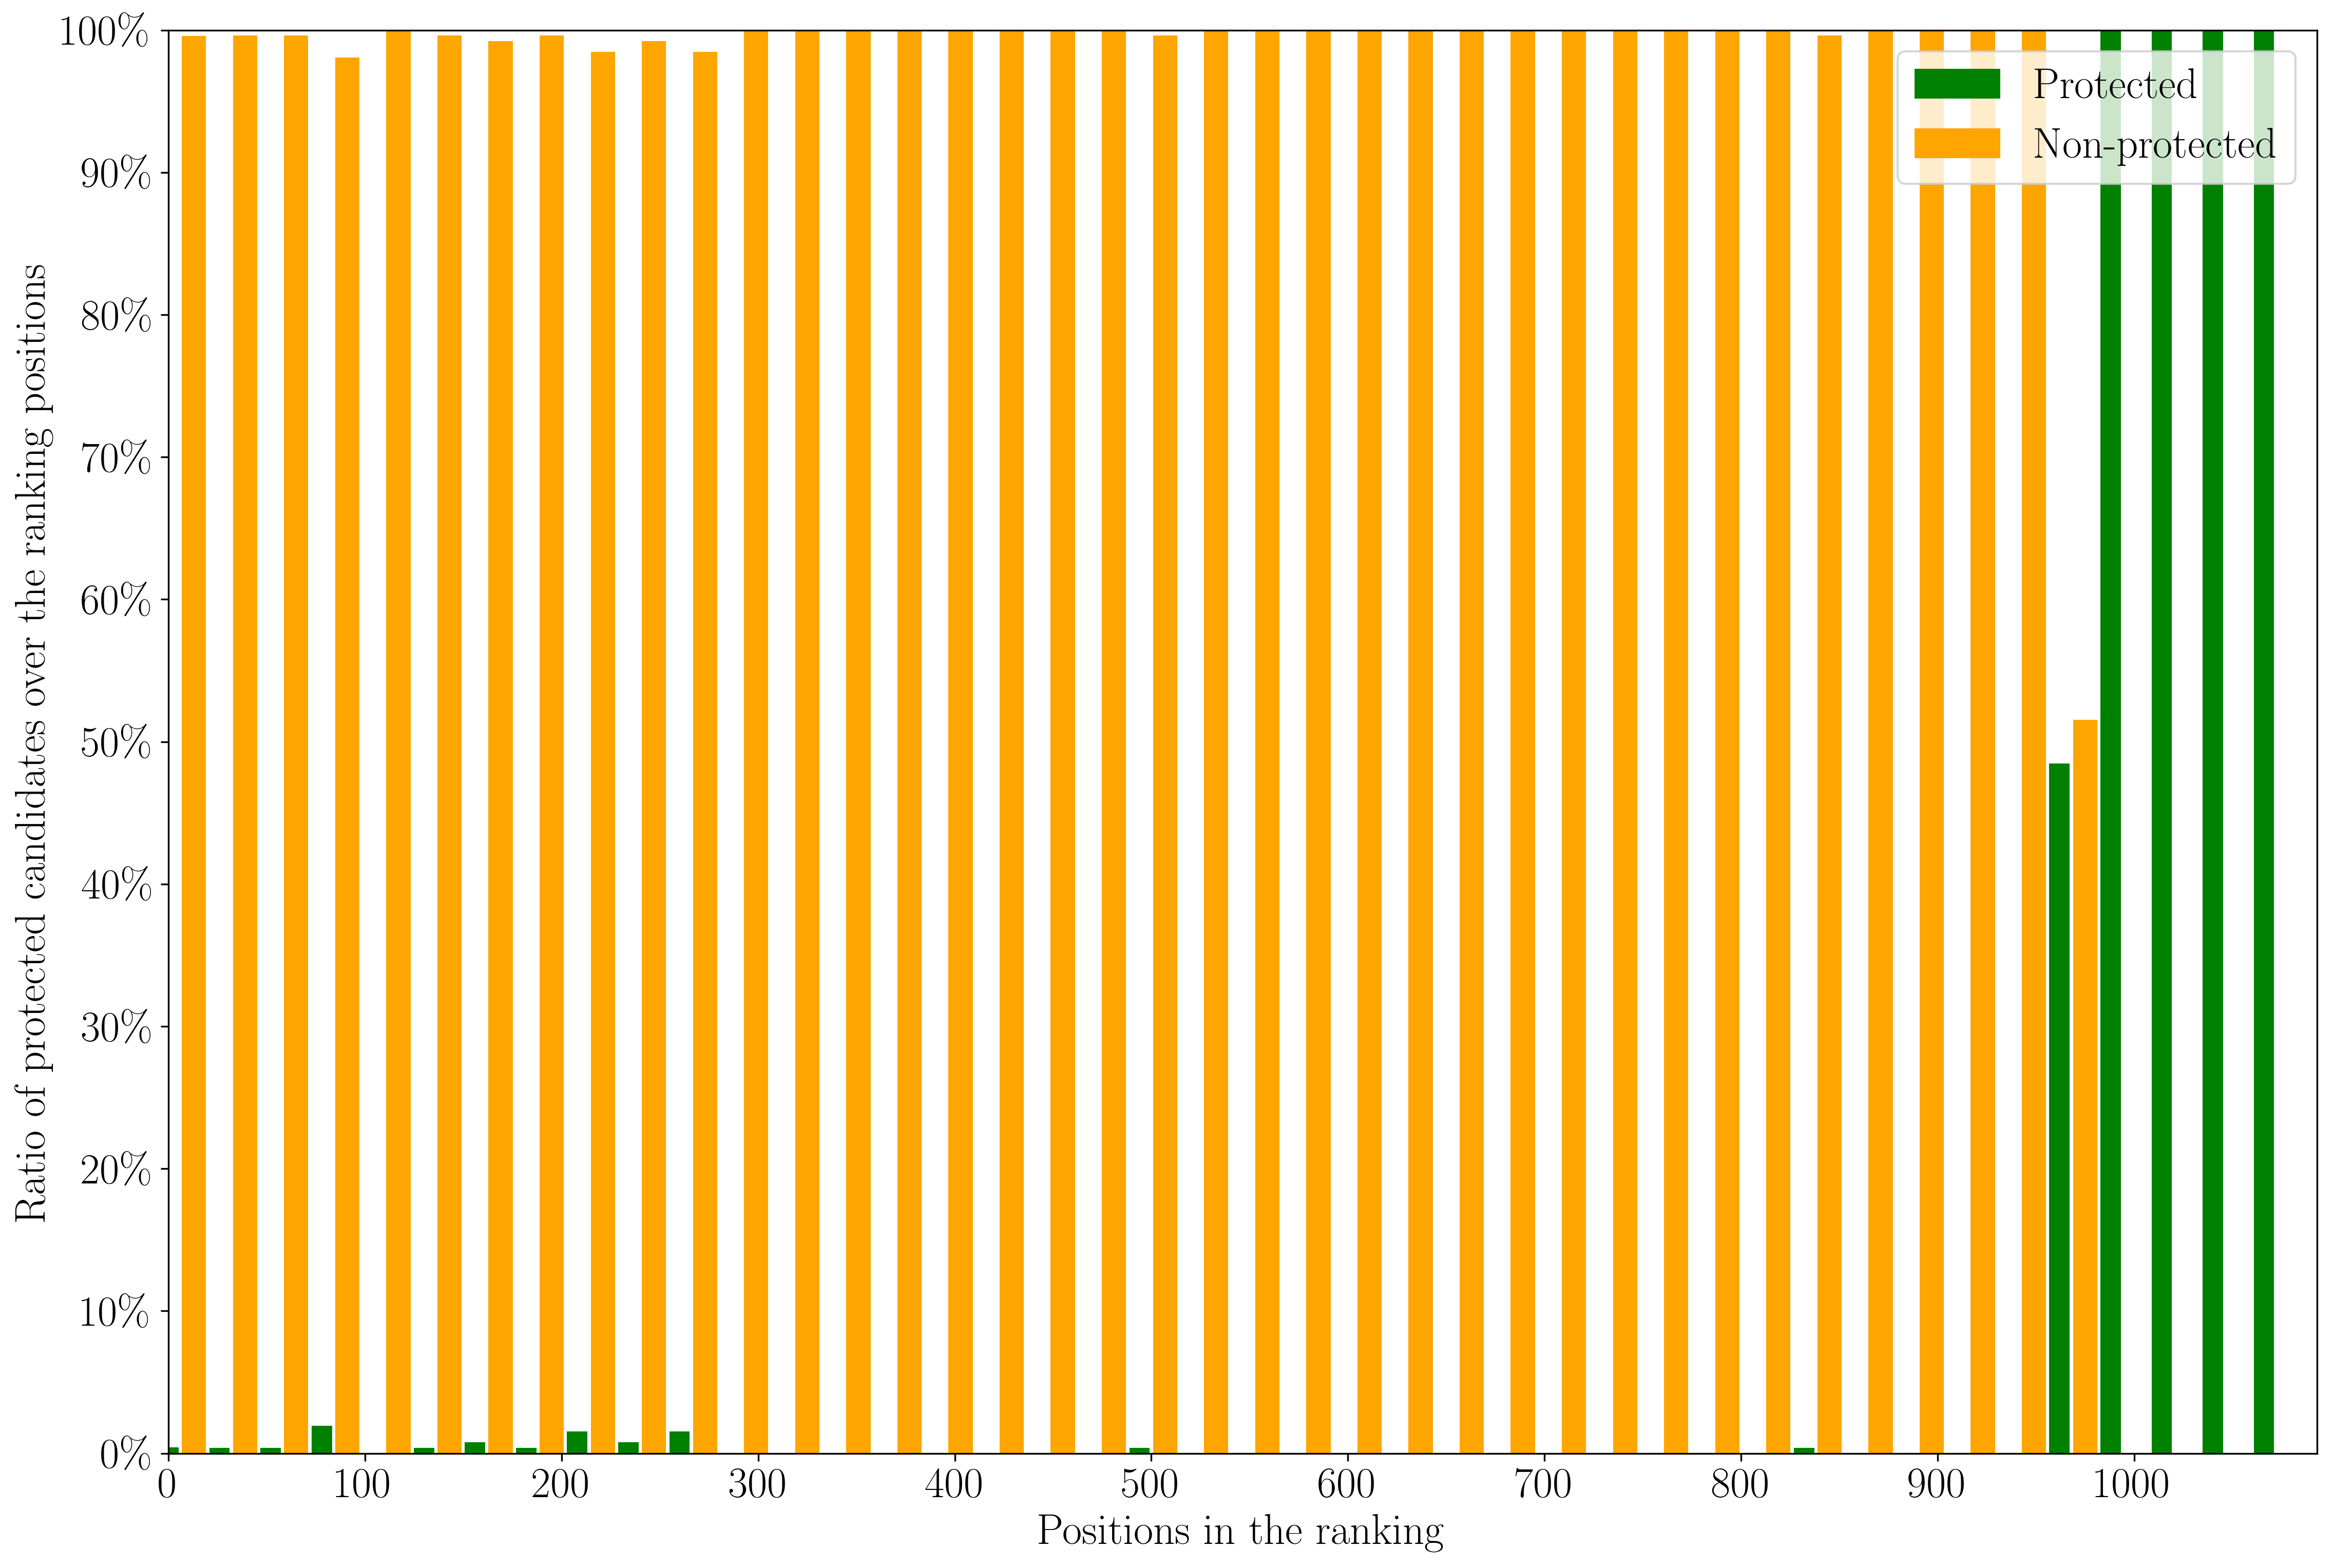 Ratio of protected candidates over the ranking positions
100%
90%
80%
70%
60%
50%
40%
30%
20%
10%
0%
Protected
Non-protected
0 100 200 300 400 500 600 700 800 900 1000
Positions in the ranking